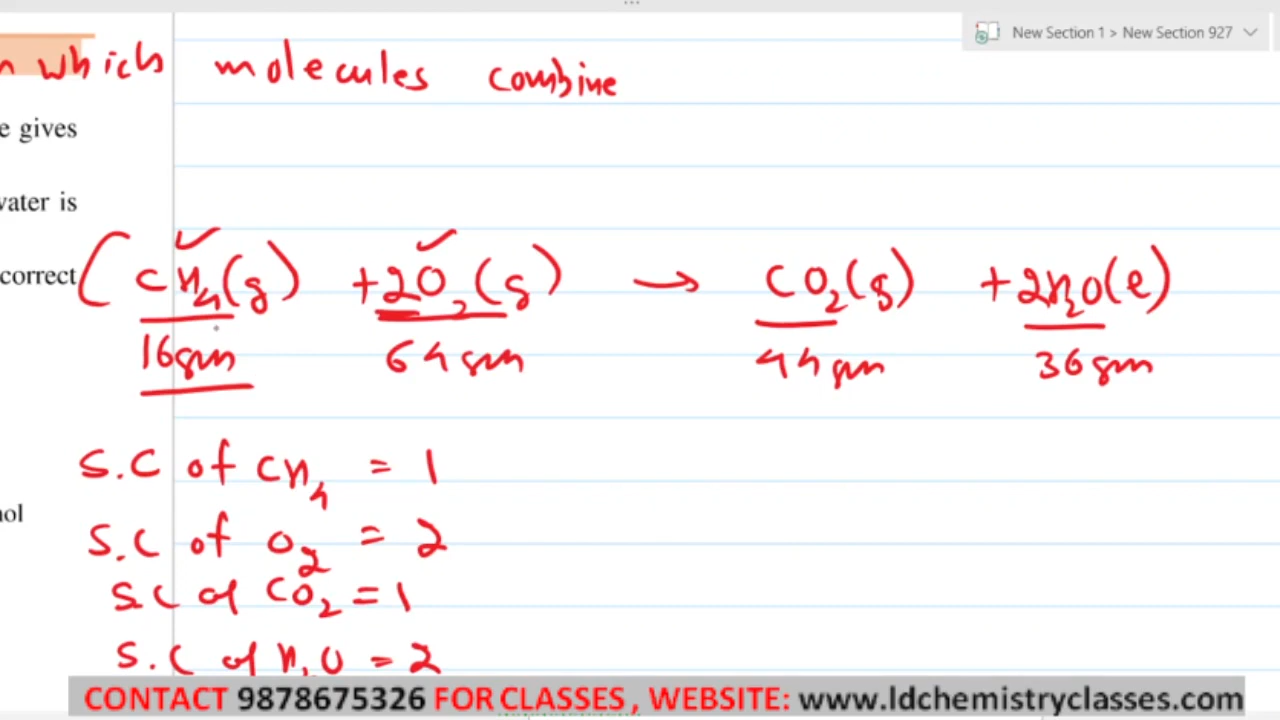 New Section 1 > New Section 927
which molecules combine
e gives
water is
correct
(CH4(g) + 2O2(g) → CO2(g) + 2H2O(l)
16gm 64gm 44gm 36gm
S.C of CH4 = 1
S.C of O2 = 2
S.C of CO2 = 1
S.C of H2O = 2
CONTACT 9878675326 FOR CLASSES , WEBSITE: www.ldchemistryclasses.com